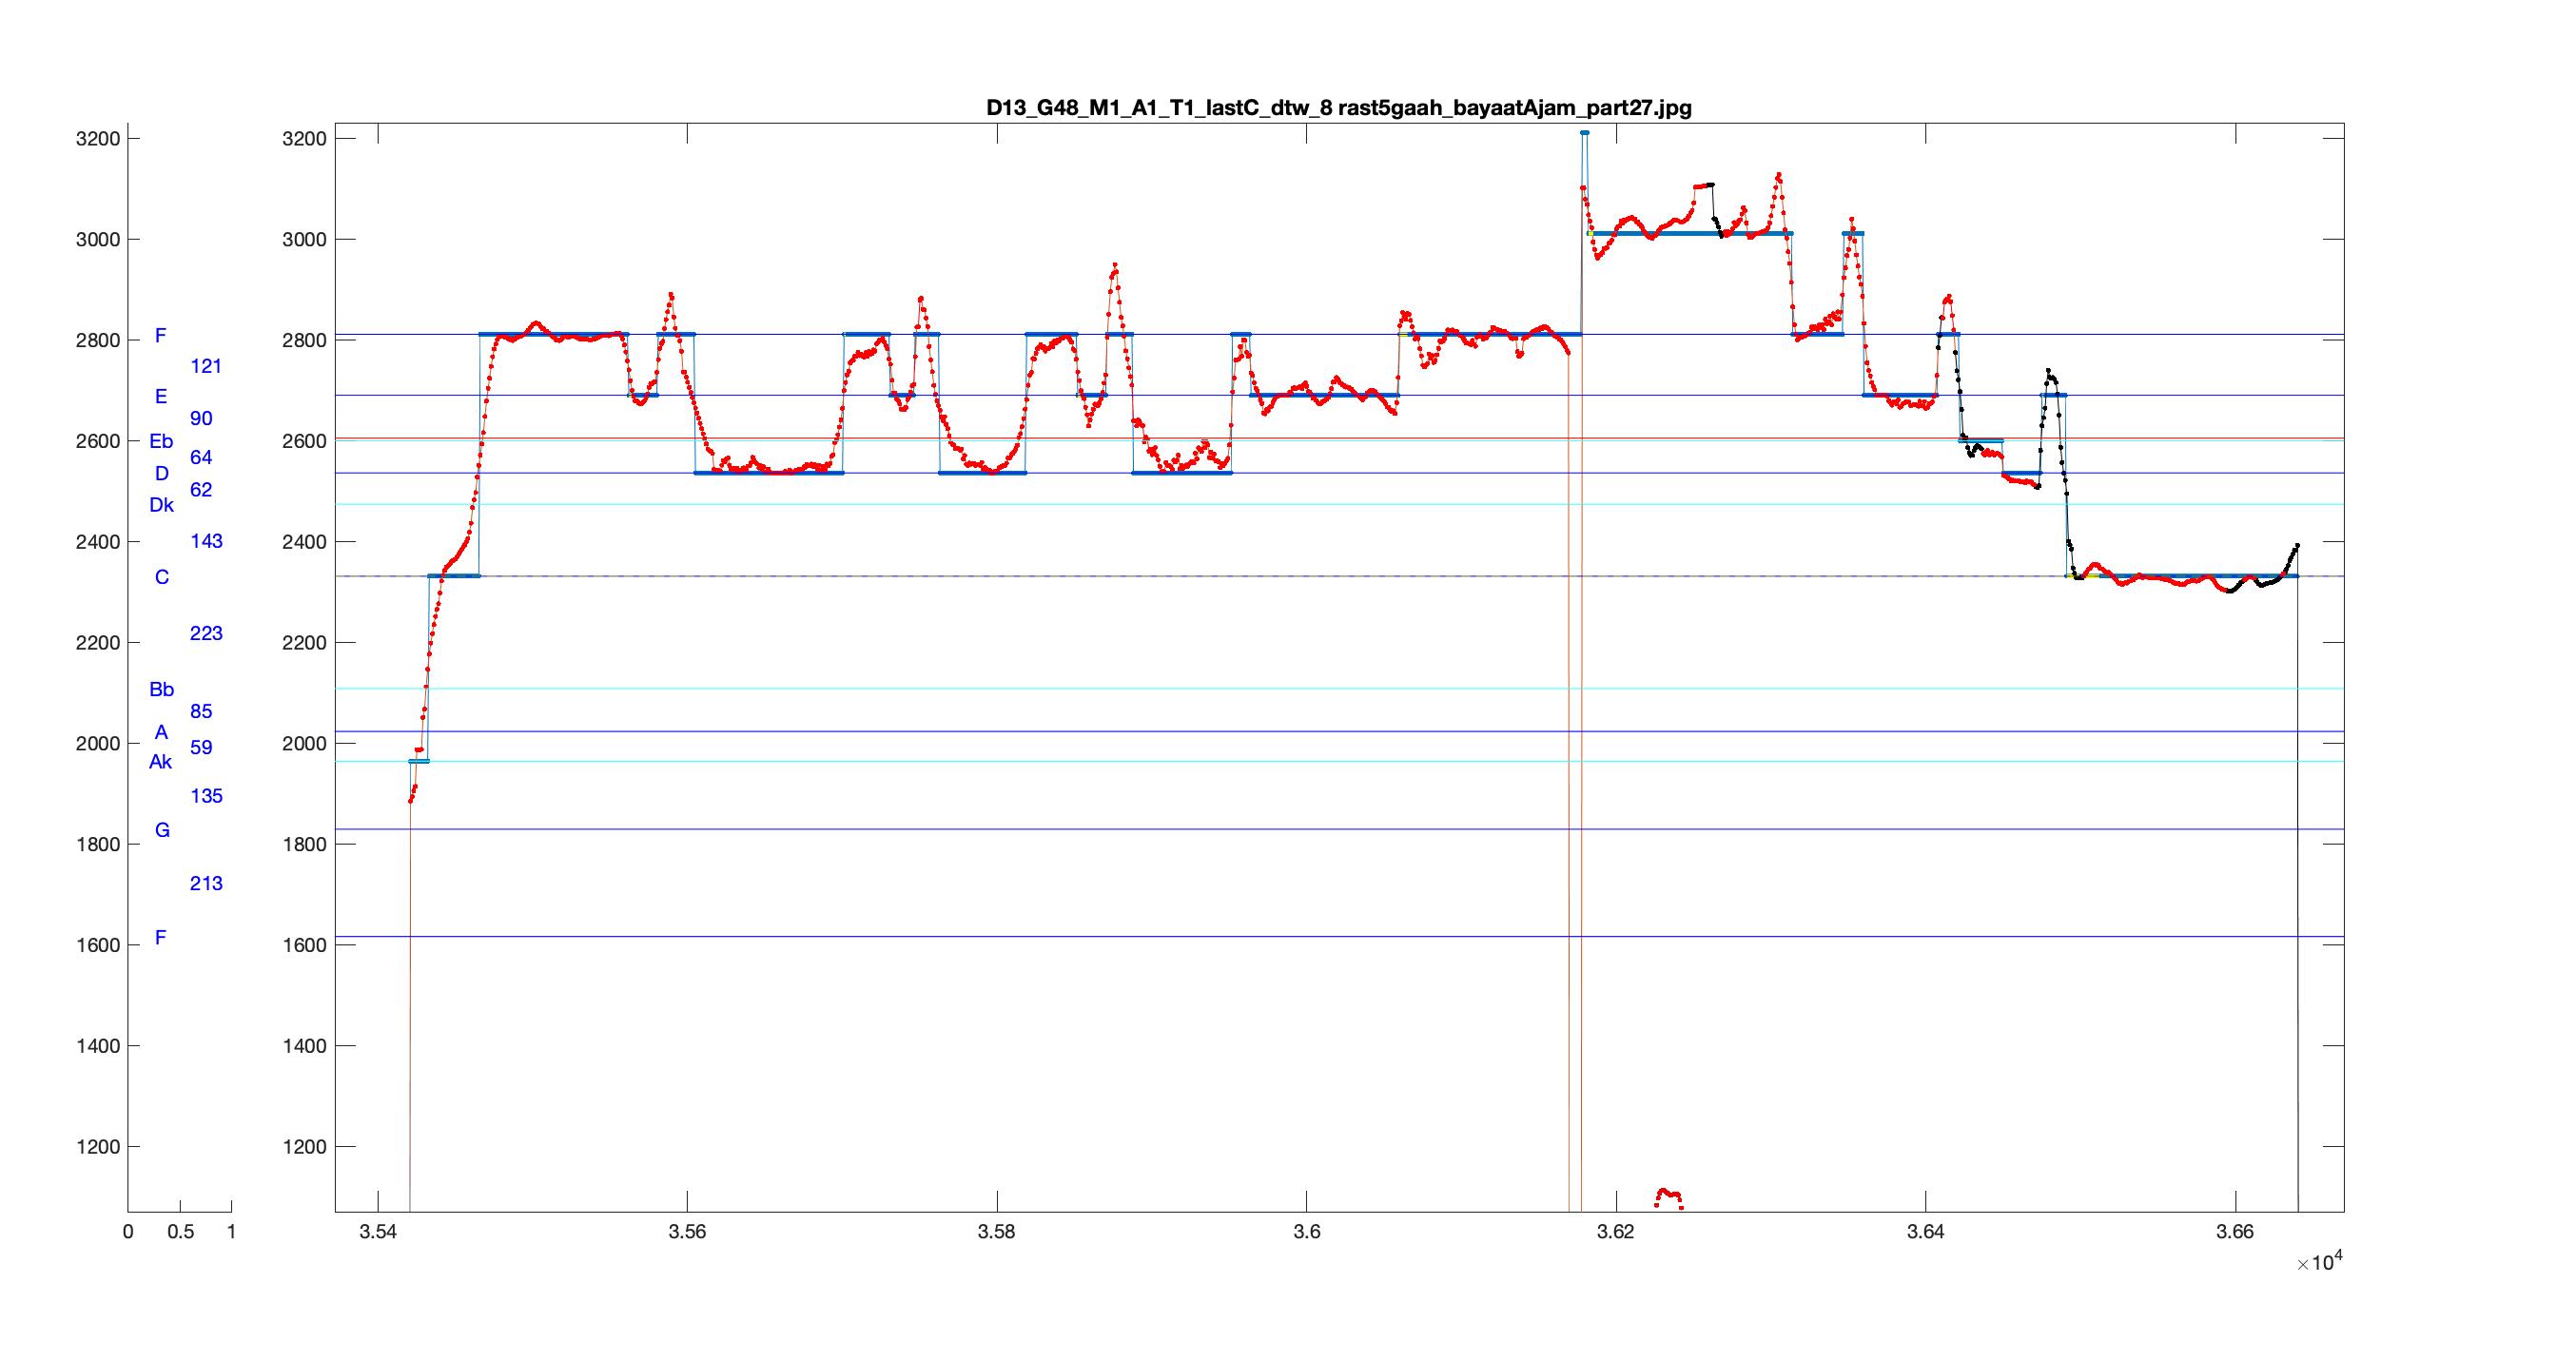 D13_G48_M1_A1_T1_lastC_dtw_8 rast5gaah_bayaatAjam_part27.jpg
3200 3200
3000 3000
2800 F 2800
121
E
90
2600 Eb 2600
64
D
62
Dk
2400 143 2400
C
2200 223 2200
Bb
85
A
2000 59 2000
Ak
135
G
1800 1800
213
1600 F 1600
1400 1400
1200 1200
0 0.5 1 3.54 3.56 3.58 3.6 3.62 3.64 3.66
×10^4